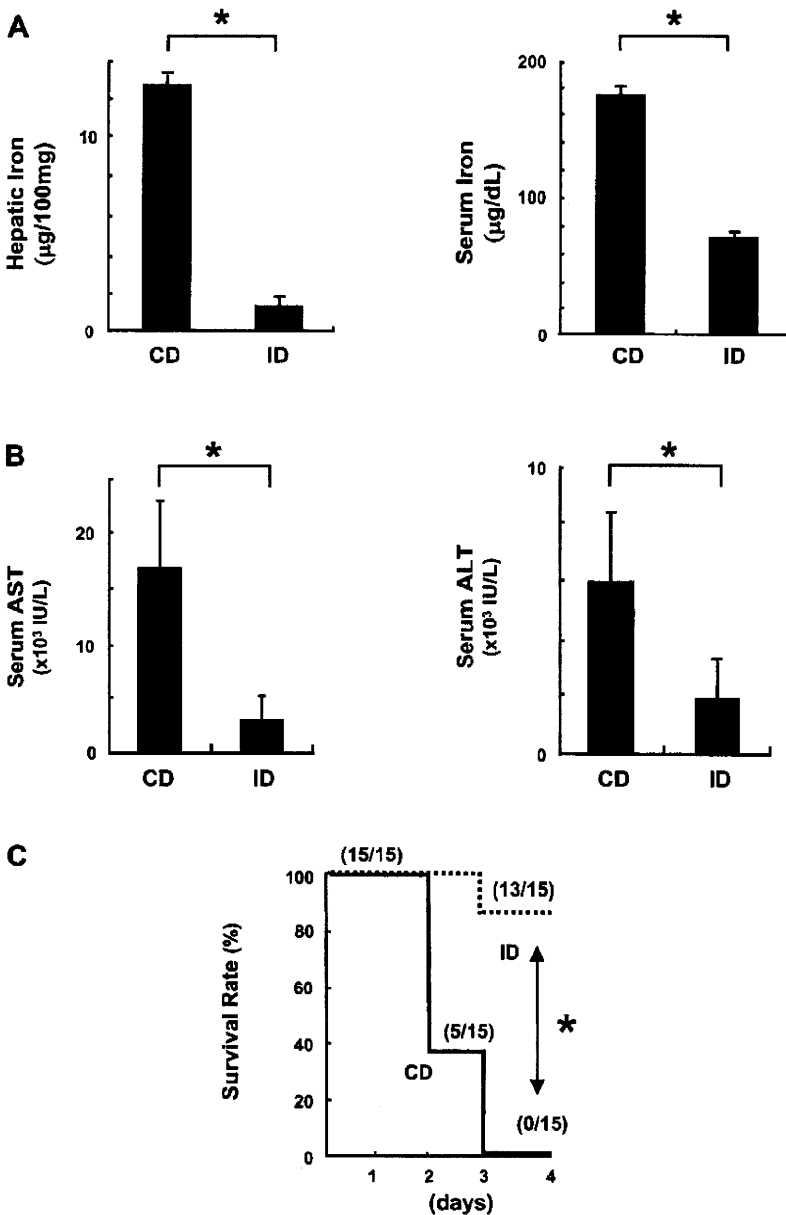 A
*
*
Hepatic Iron
(µg/100mg)
10
0
CD
ID
Serum Iron
(µg/dL)
200
100
0
CD
ID
B
*
*
Serum AST
(x10³ IU/L)
20
10
0
CD
ID
Serum ALT
(x10³ IU/L)
10
0
CD
ID
C
Survival Rate (%)
100
80
60
40
20
0
(15/15)
(13/15)
ID
(5/15)
*
CD
(0/15)
1
2
3
4
(days)